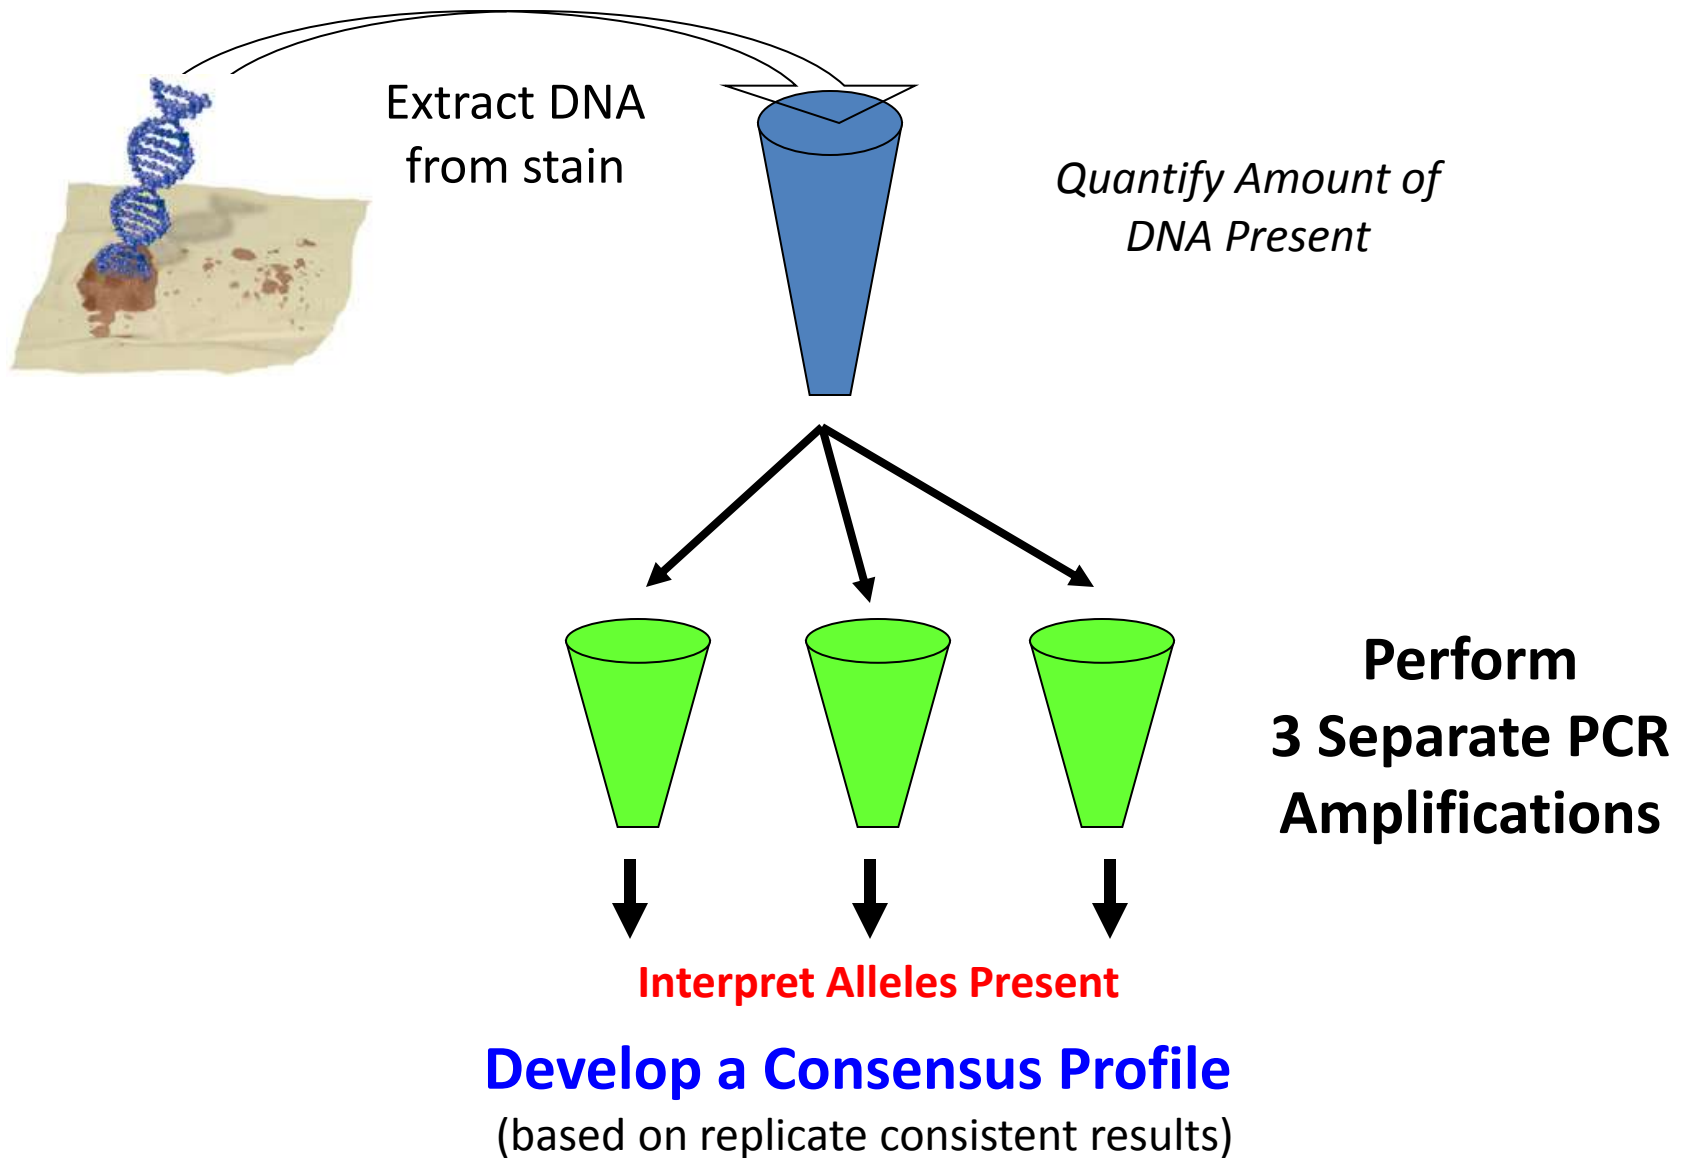 Extract DNA
from stain
Quantify Amount of
DNA Present
Perform
3 Separate PCR
Amplifications
Interpret Alleles Present
Develop a Consensus Profile
(based on replicate consistent results)